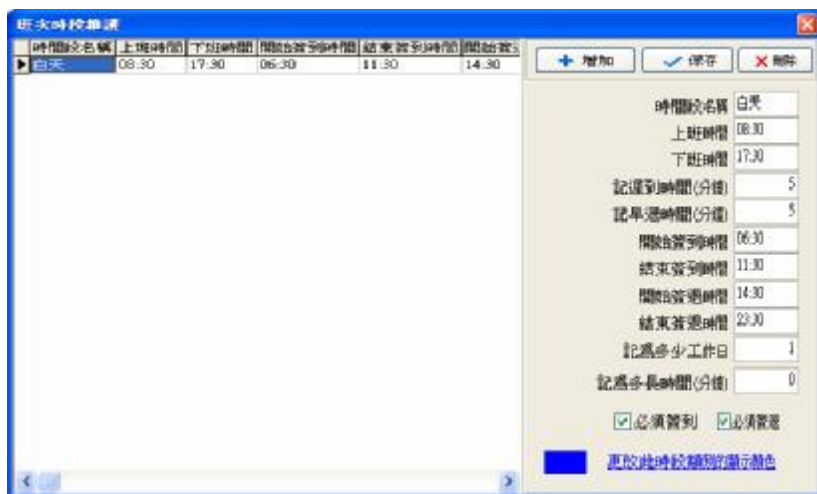 班次時段維護
時間段名稱 上班時間 下班時間 開始簽到時間 結束簽到時間 開始簽
白天 08:30 17:30 06:30 11:30 14:30
增加 保存 刪除
時間段名稱 白天
上班時間 08:30
下班時間 17:30
記遲到時間(分鐘) 5
記早退時間(分鐘) 5
開始簽到時間 06:30
結束簽到時間 11:30
開始簽退時間 14:30
結束簽退時間 23:30
記為多少工作日 1
記為多長時間(分鐘) 0
必須簽到 必須簽退
更改此時段類別的顯示顏色